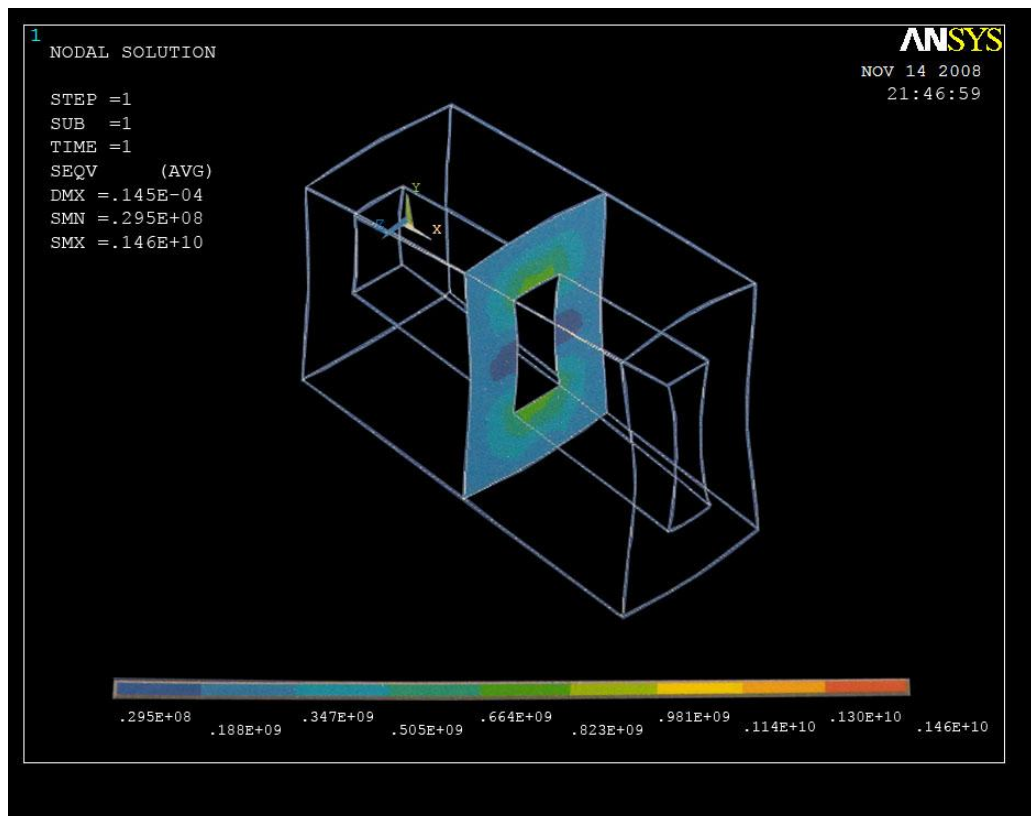 1
NODAL SOLUTION
ANSYS
NOV 14 2008
21:46:59
STEP =1
SUB =1
TIME =1
SEQV (AVG)
DMX =.145E-04
SMN =.295E+08
SMX =.146E+10
Y
Z
X
.295E+08
.188E+09
.347E+09
.505E+09
.664E+09
.823E+09
.981E+09
.114E+10
.130E+10
.146E+10